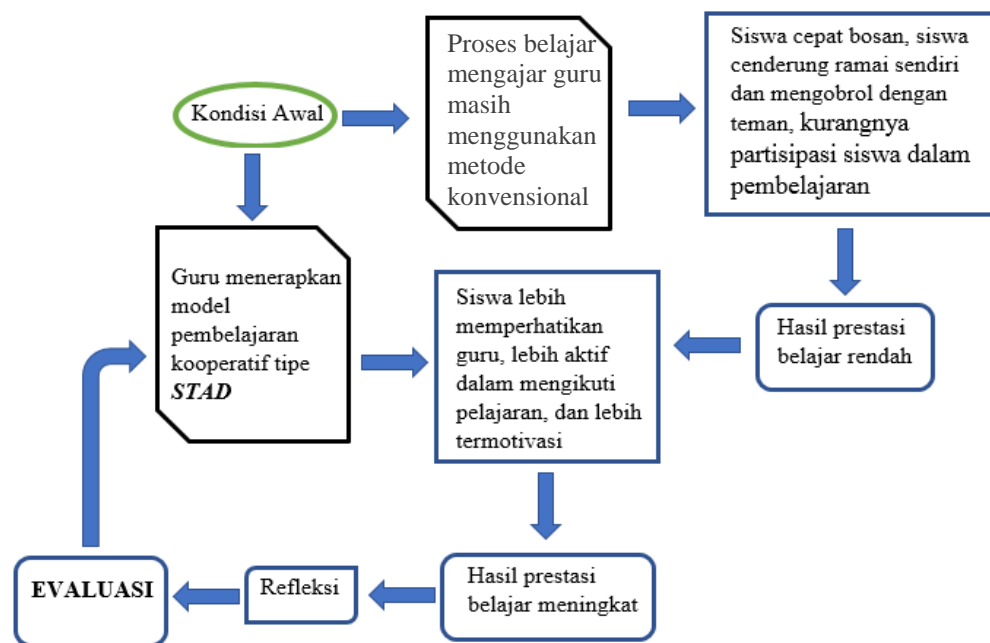 Kondisi Awal
Proses belajar
mengajar guru
masih
menggunakan
metode
konvensional
Siswa cepat bosan, siswa
cenderung ramai sendiri
dan mengobrol dengan
teman, kurangnya
partisipasi siswa dalam
pembelajaran
Guru menerapkan
model
pembelajaran
kooperatif tipe
STAD
Siswa lebih
memperhatikan
guru, lebih aktif
dalam mengikuti
pelajaran, dan lebih
termotivasi
Hasil prestasi
belajar rendah
EVALUASI
Refleksi
Hasil prestasi
belajar meningkat